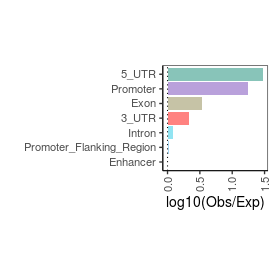 5_UTR
Promoter
Exon
3_UTR
Intron
Promoter_Flanking_Region
Enhancer
0.0
0.5
1.0
1.5
log10(Obs/Exp)